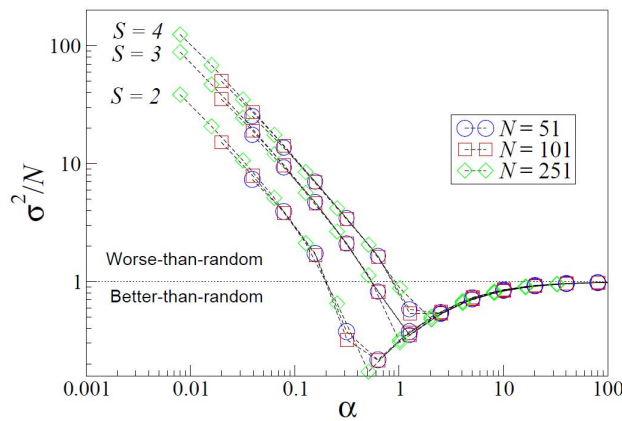 100
10
1
σ²/N
S = 4
S = 3
S = 2
N = 51
N = 101
N = 251
Worse-than-random
Better-than-random
0.001 0.01 0.1 1 10 100
α